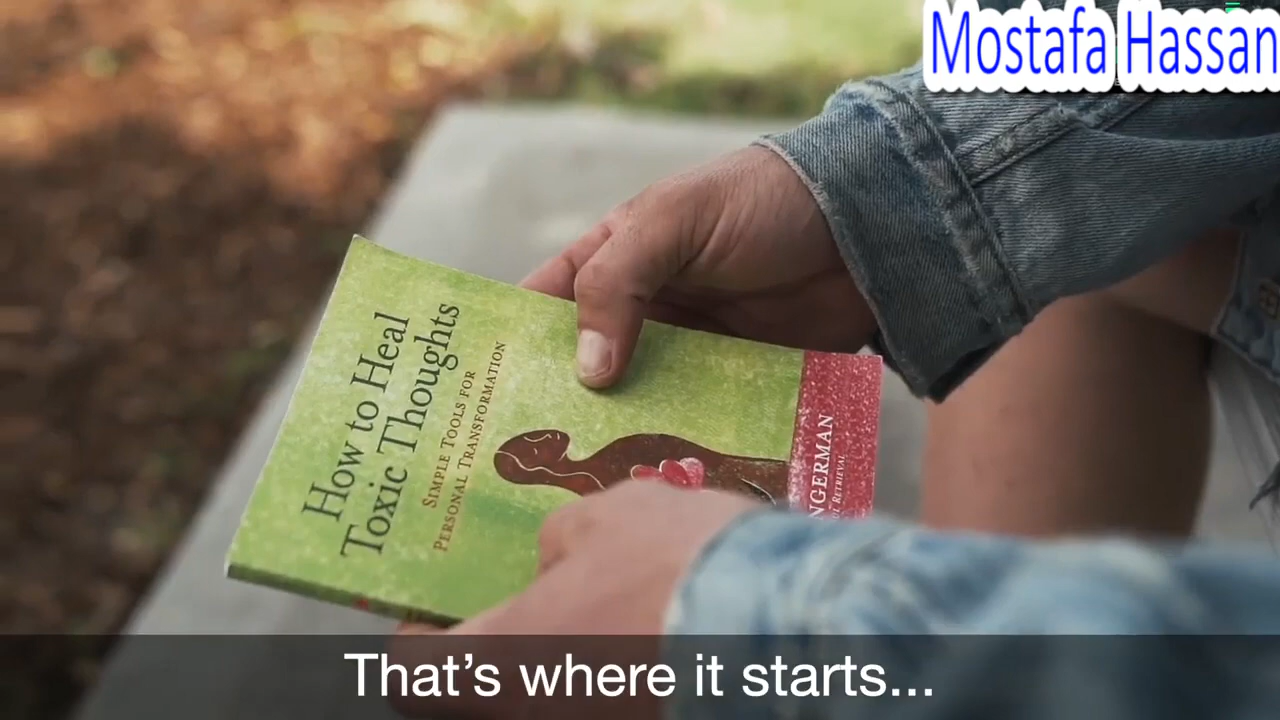 Mostafa Hassan
How to Heal
Toxic Thoughts
SIMPLE TOOLS FOR
PERSONAL TRANSFORMATION
That's where it starts...